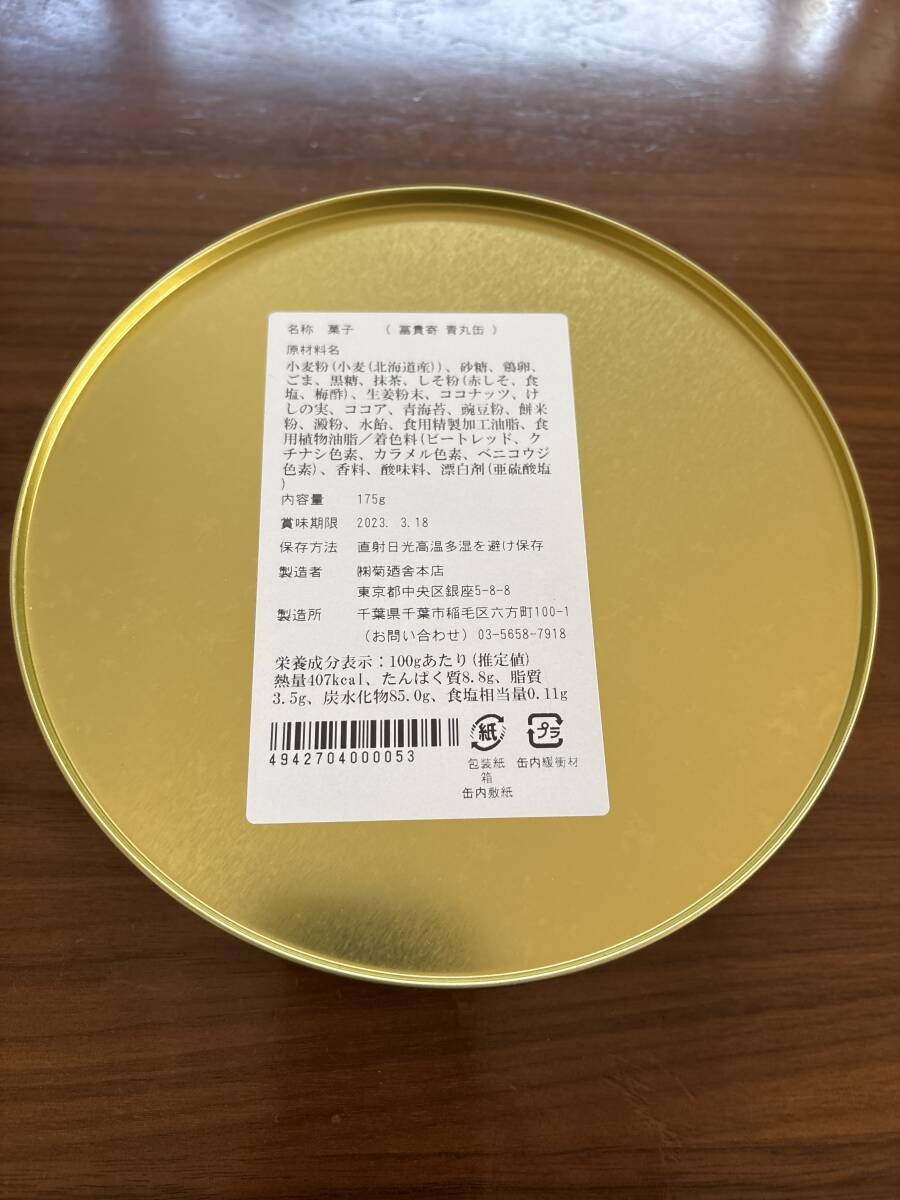 名称 菓子 (冨貴寄 青丸缶)
原材料名
小麦粉(小麦(北海道産))、砂糖、鶏卵、
ごま、黒糖、抹茶、しそ粉(赤しそ、食
塩、梅酢)、生姜粉末、ココナッツ、け
しの実、ココア、青海苔、豌豆粉、餅米
粉、澱粉、水飴、食用精製加工油脂、食
用植物油脂/着色料(ビートレッド、ク
チナシ色素、カラメル色素、ベニコウジ
色素)、香料、酸味料、漂白剤(亜硫酸塩
)
内容量 175g
賞味期限 2023. 3.18
保存方法 直射日光高温多湿を避け保存
製造者 ㈱菊廼舎本店
東京都中央区銀座5-8-8
製造所 千葉県千葉市稲毛区六方町100-1
(お問い合わせ) 03-5658-7918
栄養成分表示:100gあたり(推定値)
熱量407kcal、たんぱく質8.8g、脂質
3.5g、炭水化物85.0g、食塩相当量0.11g
4942704000053
紙
包装紙
箱
缶内敷紙
プラ
缶内緩衝材